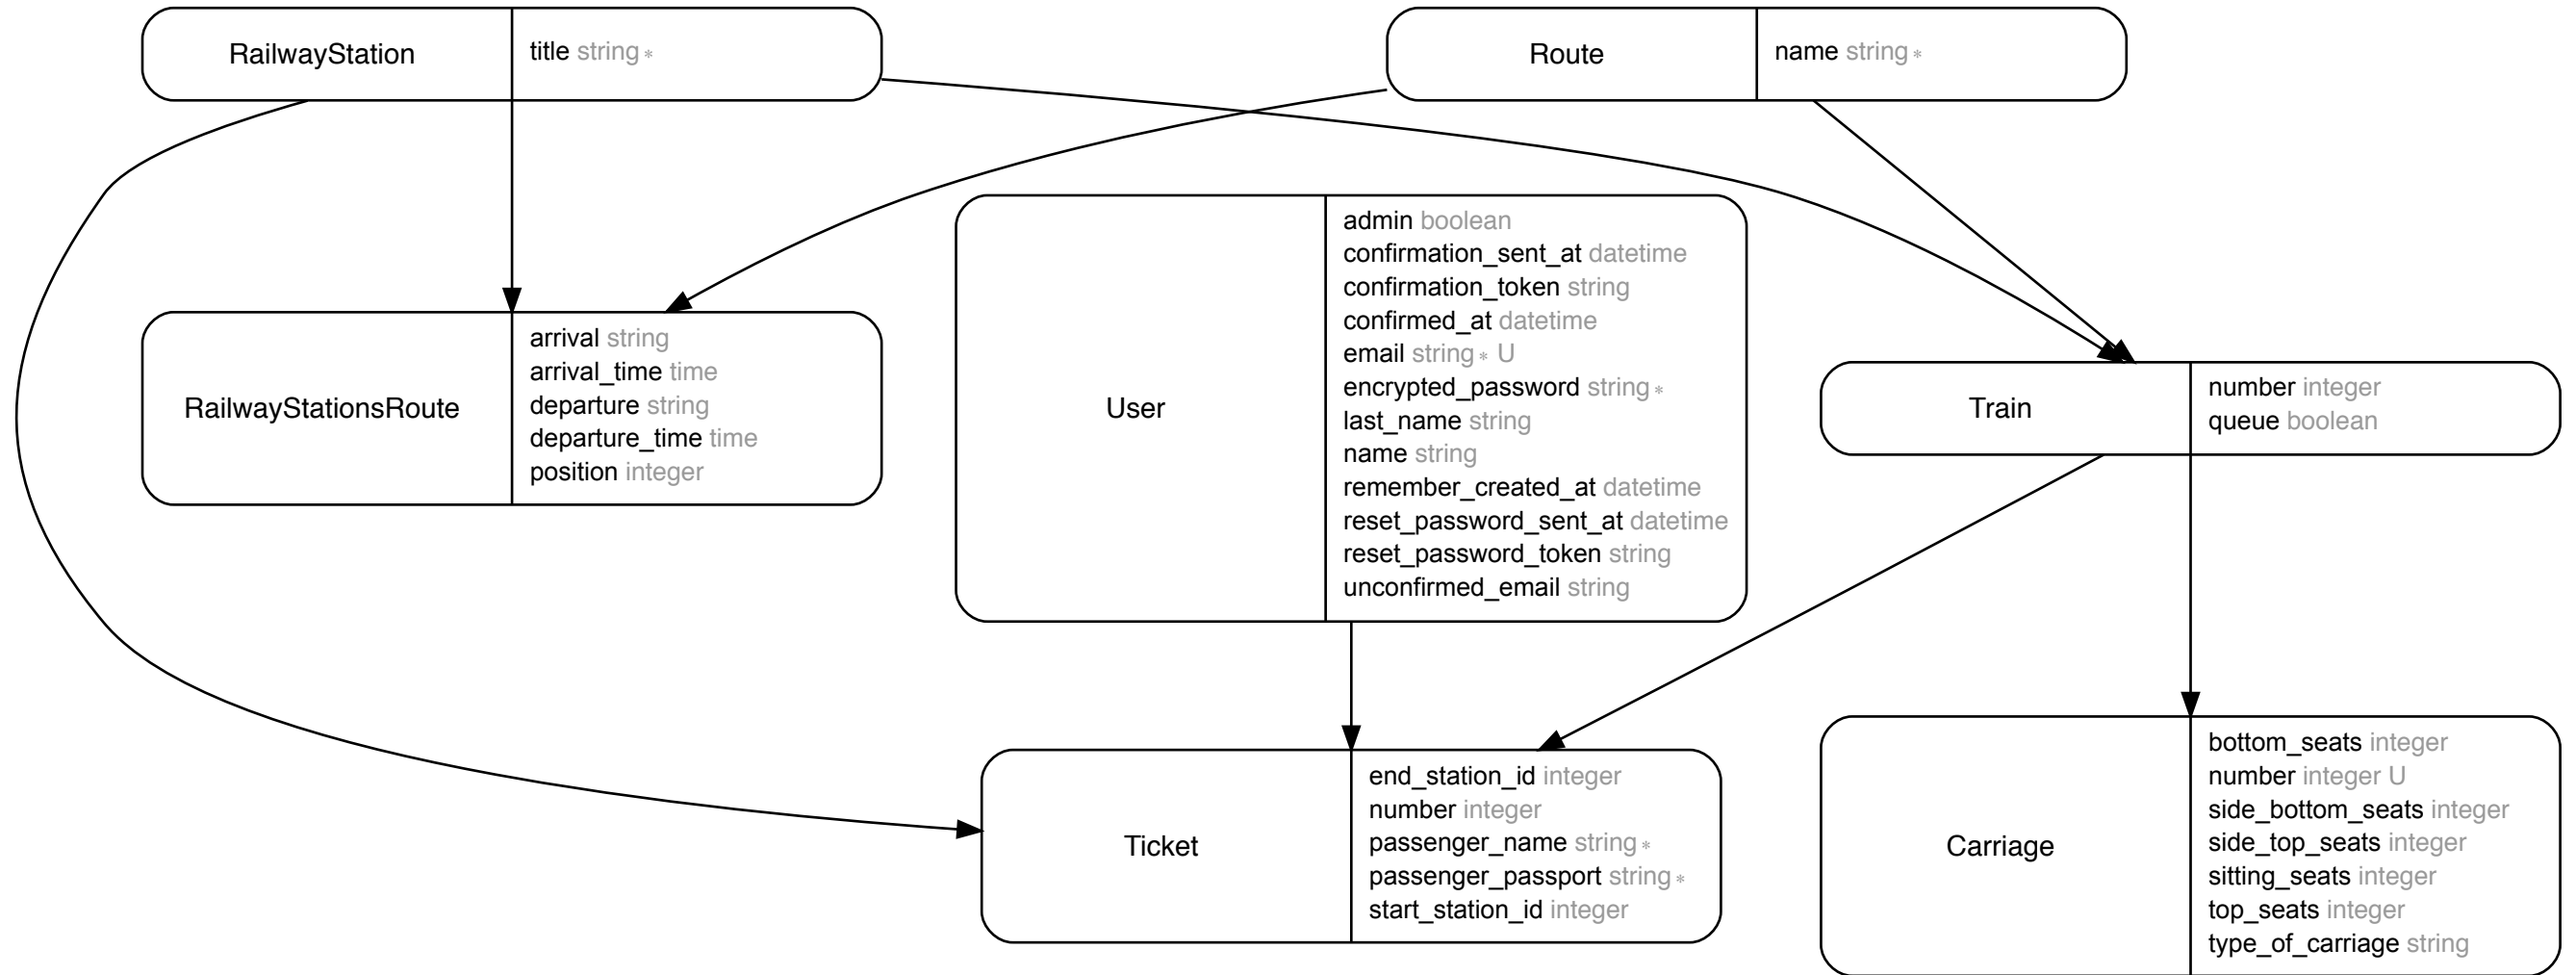 RailwayStation
title string*
Route
name string*
RailwayStationsRoute
arrival string
arrival_time time
departure string
departure_time time
position integer
User
admin boolean
confirmation_sent_at datetime
confirmation_token string
confirmed_at datetime
email string* U
encrypted_password string*
last_name string
name string
remember_created_at datetime
reset_password_sent_at datetime
reset_password_token string
unconfirmed_email string
Train
number integer
queue boolean
Ticket
end_station_id integer
number integer
passenger_name string*
passenger_passport string*
start_station_id integer
Carriage
bottom_seats integer
number integer U
side_bottom_seats integer
side_top_seats integer
sitting_seats integer
top_seats integer
type_of_carriage string